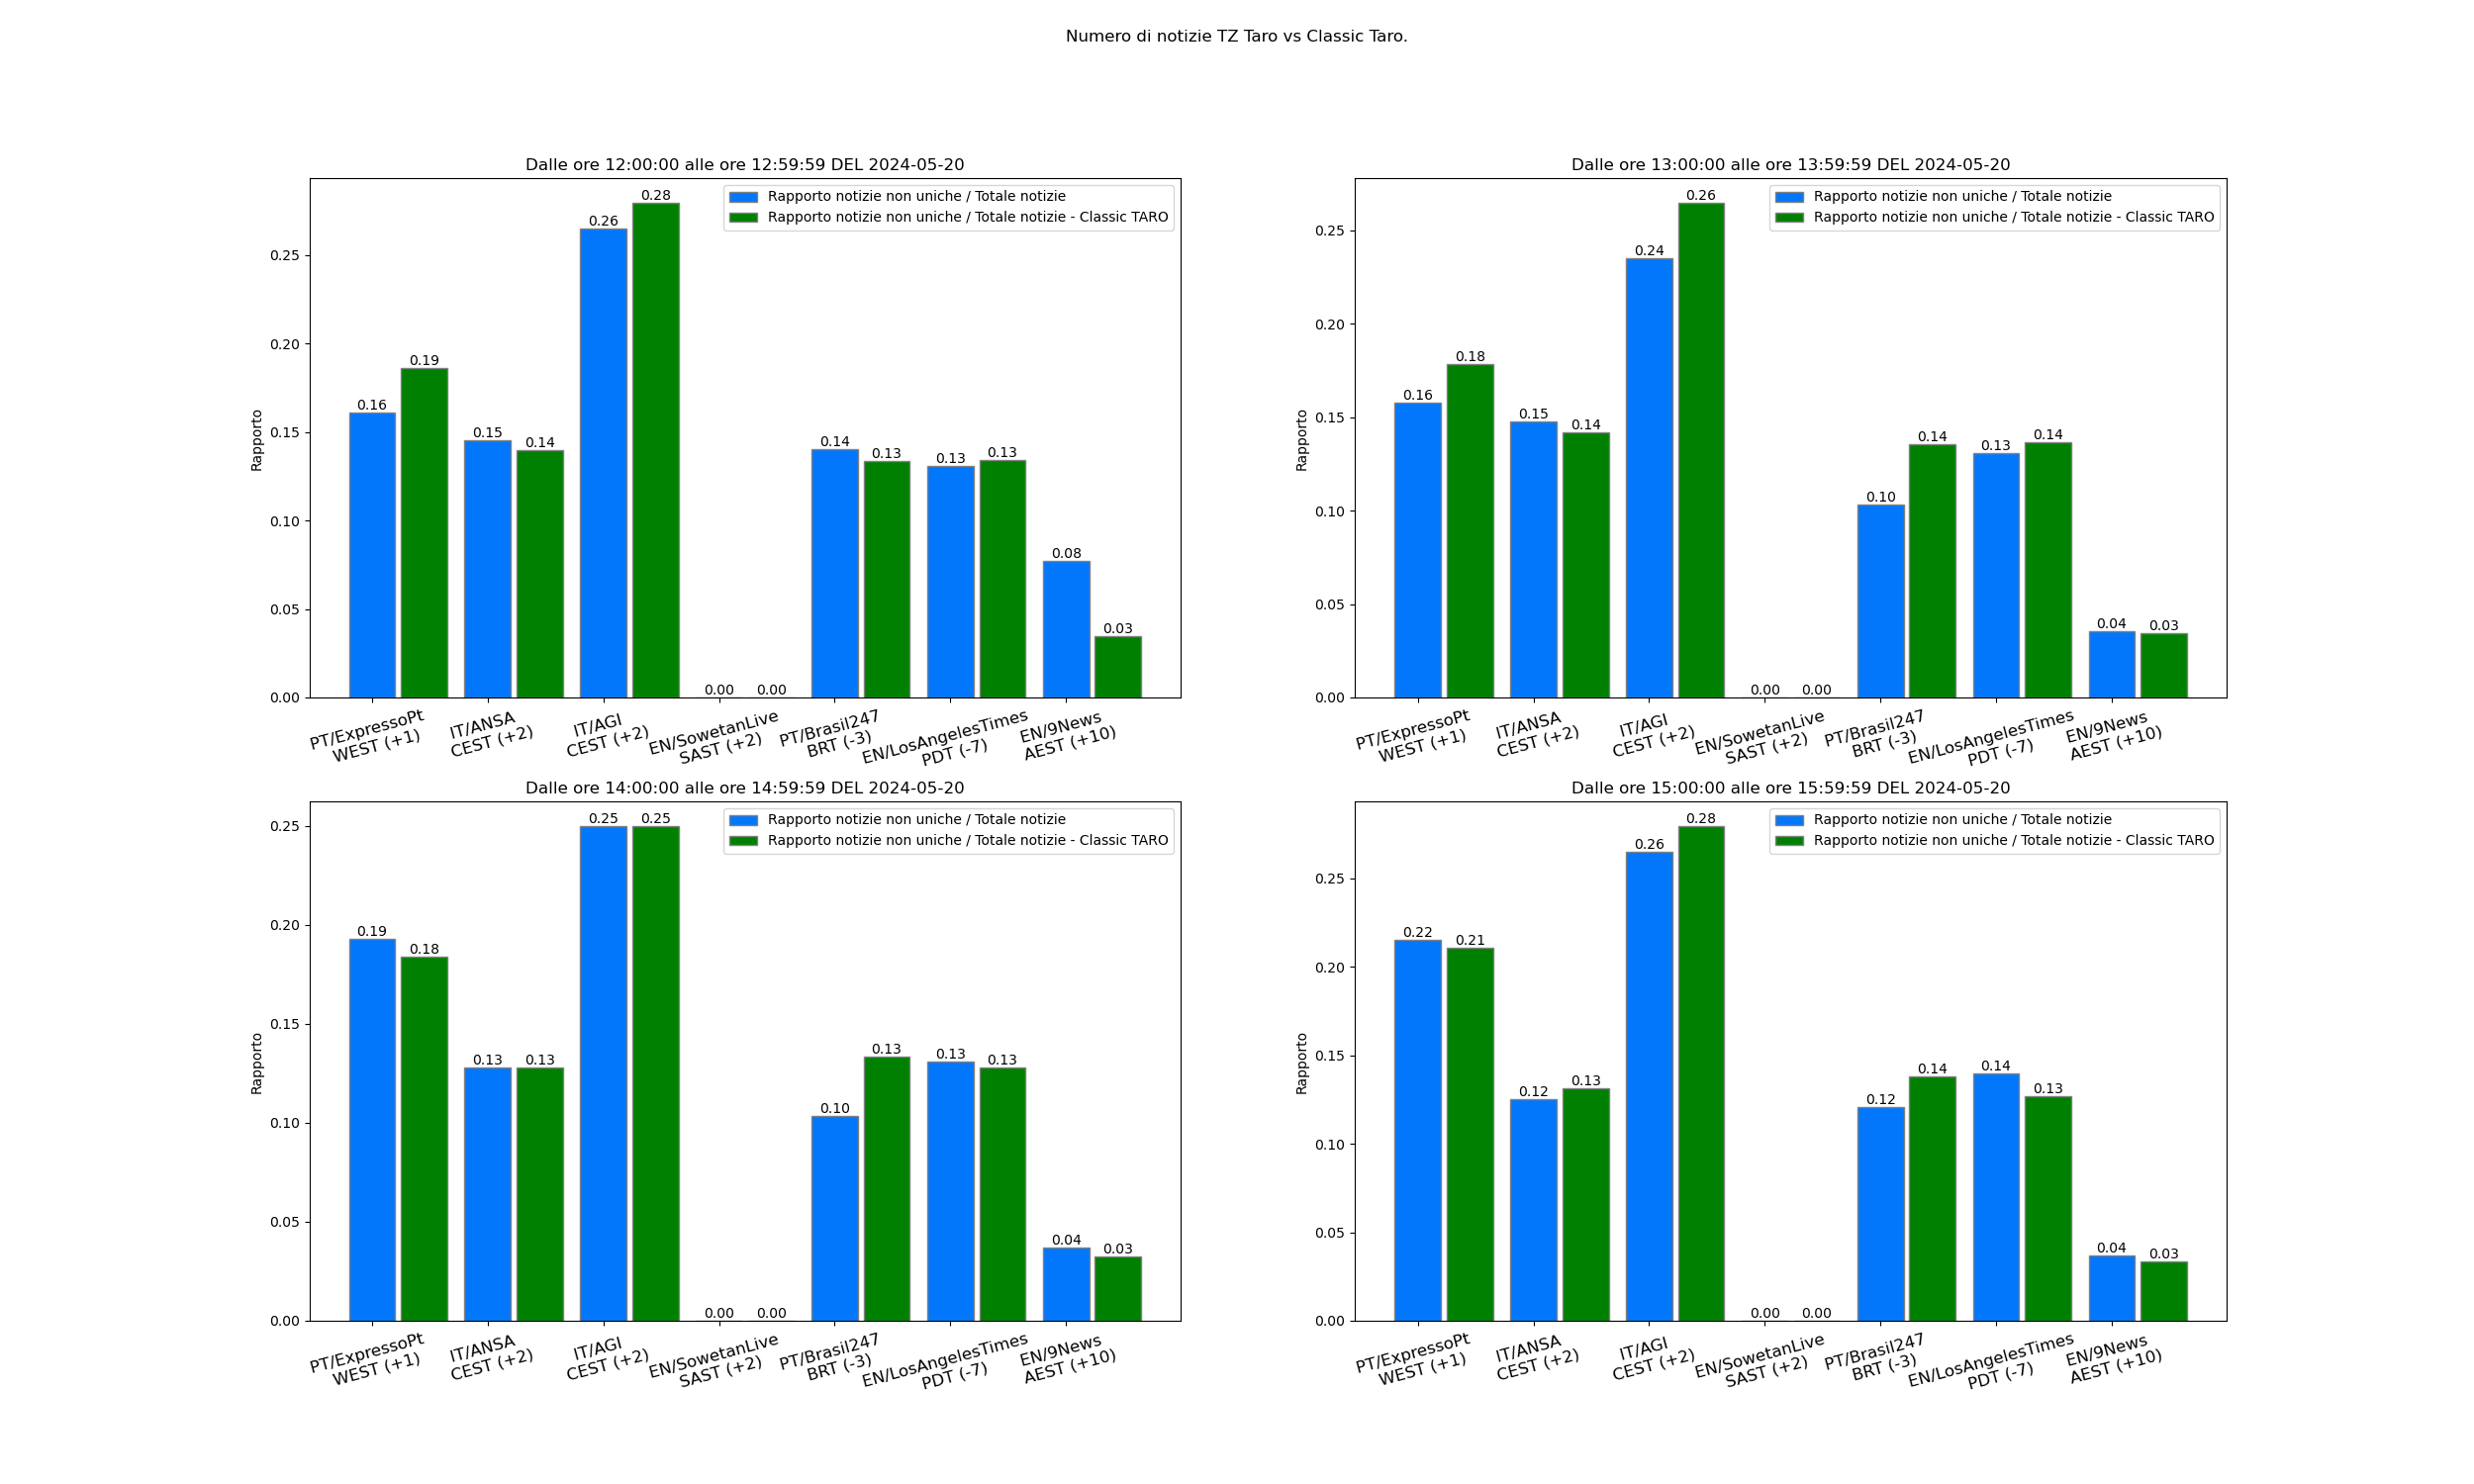 Numero di notizie TZ Taro vs Classic Taro.
Dalle ore 12:00:00 alle ore 12:59:59 DEL 2024-05-20
Rapporto notizie non uniche / Totale notizie
Rapporto notizie non uniche / Totale notizie - Classic TARO
Rapporto
0.25
0.20
0.15
0.10
0.05
0.00
0.16
0.19
0.15
0.14
0.26
0.28
0.00
0.00
0.14
0.13
0.13
0.13
0.08
0.03
PT/ExpressoPt
WEST (+1)
IT/ANSA
CEST (+2)
IT/AGI
CEST (+2)
EN/SowetanLive
SAST (+2)
PT/Brasil247
BRT (-3)
EN/LosAngelesTimes
PDT (-7)
EN/9News
AEST (+10)
Dalle ore 13:00:00 alle ore 13:59:59 DEL 2024-05-20
Rapporto notizie non uniche / Totale notizie
Rapporto notizie non uniche / Totale notizie - Classic TARO
Rapporto
0.25
0.20
0.15
0.10
0.05
0.00
0.16
0.18
0.15
0.14
0.24
0.26
0.00
0.00
0.10
0.14
0.13
0.14
0.04
0.03
PT/ExpressoPt
WEST (+1)
IT/ANSA
CEST (+2)
IT/AGI
CEST (+2)
EN/SowetanLive
SAST (+2)
PT/Brasil247
BRT (-3)
EN/LosAngelesTimes
PDT (-7)
EN/9News
AEST (+10)
Dalle ore 14:00:00 alle ore 14:59:59 DEL 2024-05-20
Rapporto notizie non uniche / Totale notizie
Rapporto notizie non uniche / Totale notizie - Classic TARO
Rapporto
0.25
0.20
0.15
0.10
0.05
0.00
0.19
0.18
0.13
0.13
0.25
0.25
0.00
0.00
0.10
0.13
0.13
0.13
0.04
0.03
PT/ExpressoPt
WEST (+1)
IT/ANSA
CEST (+2)
IT/AGI
CEST (+2)
EN/SowetanLive
SAST (+2)
PT/Brasil247
BRT (-3)
EN/LosAngelesTimes
PDT (-7)
EN/9News
AEST (+10)
Dalle ore 15:00:00 alle ore 15:59:59 DEL 2024-05-20
Rapporto notizie non uniche / Totale notizie
Rapporto notizie non uniche / Totale notizie - Classic TARO
Rapporto
0.25
0.20
0.15
0.10
0.05
0.00
0.22
0.21
0.12
0.13
0.26
0.28
0.00
0.00
0.12
0.14
0.14
0.13
0.04
0.03
PT/ExpressoPt
WEST (+1)
IT/ANSA
CEST (+2)
IT/AGI
CEST (+2)
EN/SowetanLive
SAST (+2)
PT/Brasil247
BRT (-3)
EN/LosAngelesTimes
PDT (-7)
EN/9News
AEST (+10)